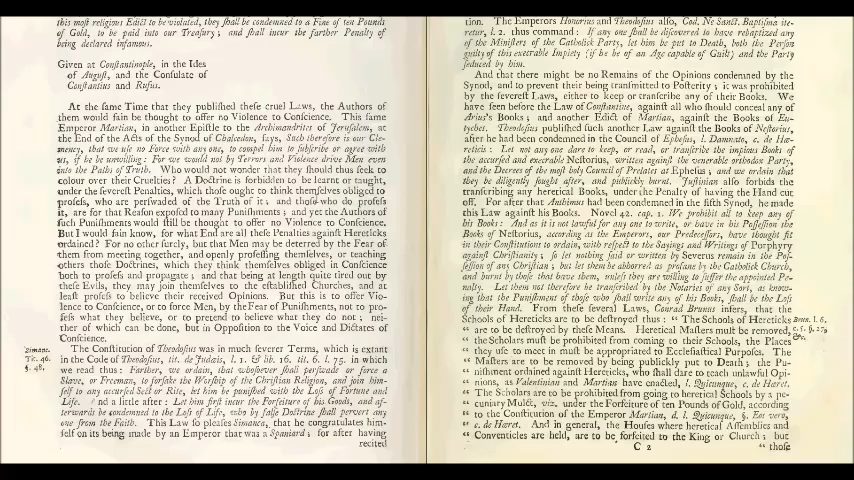 this most religious Edict to be violated, they shall be condemned to a Fine of ten Pounds
of Gold, to be paid into our Treasury; and shall incur the further Penalty of
being declared infamous.
Given at Constantinople, in the Ides
of August, and the Consulate of
Constantius and Rufus.
At the same Time that they published these cruel Laws, the Authors of
them would fain be thought to offer no Violence to Conscience. This same
Emperor Martian, in another Epistle to the Archimandrites of Jerusalem, at
the End of the Acts of the Synod of Chalcedon, says, Such therefore is our Cle-
mency, that we use no Force with any one, to compel him to subscribe or agree with
us, if he be unwilling: For we would not by Terrors and Violence drive Men even
into the Paths of Truth. Who would not wonder that they should thus seek to
colour over their Cruelties? A Doctrine is forbidden to be learnt or taught,
under the severest Penalties, which those ought to think themselves obliged to
profess, who are perswaded of the Truth of it; and those who do profess
it, are for that Reason exposed to many Punishments; and yet the Authors of
such Punishments would still be thought to offer no Violence to Conscience.
But I would fain know, for what End are all these Penalties against Hereticks
ordained? For no other surely, but that Men may be deterred by the Fear of
them from meeting together, and openly professing themselves, or teaching
others those Doctrines, which they think themselves obliged in Conscience
both to profess and propagate; and that being at length quite tired out by
these Evils, they may join themselves to the established Churches, and at
least profess to believe their received Opinions. But this is to offer Vio-
lence to Conscience, or to force Men, by the Fear of Punishments, not to pro-
fess what they believe, or to pretend to believe what they do not; nei-
ther of which can be done, but in Opposition to the Voice and Dictates of
Conscience.
Simanc.
Tit. 46.
§. 48.
The Constitution of Theodosius was in much severer Terms, which is extant
in the Code of Theodosius, tit. de Judæis, l. 1. & lib. 16. tit. 6. l. 75. in which
we read thus: Farther, we ordain, that whosoever shall perswade or force a
Slave, or Freeman, to forsake the Worship of the Christian Religion, and join him-
self to any accursed Sect or Rite, let him be punished with the Loss of Fortune and
Life. And a little after: Let him first incur the Forfeiture of his Goods, and af-
terwards be condemned to the Loss of Life, who by false Doctrine shall pervert any
one from the Faith. This Law so pleases Simanca, that he congratulates him-
self on its being made by an Emperor that was a Spaniard; for after having
recited
tion. The Emperors Honorius and Theodosius also, Cod. Ne Sanct. Baptisma ite-
retur, l. 2. thus command: If any one shall be discovered to have rebaptized any
of the Ministers of the Catholick Party, let him be put to Death, both the Person
guilty of this execrable Impiety (if he be of an Age capable of Guilt) and the Party
seduced by him.
And that there might be no Remains of the Opinions condemned by the
Synod, and to prevent their being transmitted to Posterity; it was prohibited
by the severest Laws, either to keep or transcribe any of their Books. We
have seen before the Law of Constantine, against all who should conceal any of
Arius's Books; and another Edict of Martian, against the Books of Eu-
tyches. Theodosius published such another Law against the Books of Nestorius,
after he had been condemned in the Council of Ephesus, l. Damnato, c. de Hæ-
reticis: Let not any one dare to keep, or read, or transcribe the impious Books of
the accursed and execrable Nestorius, written against the venerable orthodox Party,
and the Decrees of the most holy Council of Prelates at Ephesus; and we ordain that
they be diligently sought after, and publickly burnt. Justinian also forbids the
transcribing any heretical Books, under the Penalty of having the Hand cut
off. For after that Anthimus had been condemned in the fifth Synod, he made
this Law against his Books. Novel 42. cap. 1. We prohibit all to keep any of
his Books: For as it is not lawful for any one to write, or have in his Possession the
Books of Nestorius, according as the Emperors, our Predecessors, have thought fit
in their Constitutions to ordain, with respect to the Sayings and Writings of Porphyry
against Christianity; so let nothing said or written by Severus remain in the Pos-
session of any Christian; but let them be abhorred as profane by the Catholick Church,
and burnt by those that have them, unless they are willing to suffer the appointed Pe-
nalty. Let them not therefore be transcribed by the Notaries of any Sort, as know-
ing that the Punishment of those who shall write any of his Books, shall be the Loss
of their Hand. From these several Laws, Conrad Brunus infers, that the
Schools of Hereticks are to be destroyed thus: “ The Schools of Hereticks
“ are to be destroyed by these Means. Heretical Masters must be removed,
“ the Scholars must be prohibited from coming to their Schools, the Places
“ they use to meet in must be appropriated to Ecclesiastical Purposes. The
“ Masters are to be removed by being publickly put to Death; the Pu-
“ nishment ordained against Hereticks, who shall dare to teach unlawful Opi-
“ nions, as Valentinian and Martian have enacted, l. Quicunque, c. de Hæret.
“ The Scholars are to be prohibited from going to heretical Schools by a pe-
“ cuniary Mulct, viz. under the Forfeiture of ten Pounds of Gold, according
“ to the Constitution of the Emperor Martian, d. l. Quicunque, §. Eos vero,
“ c. de Hæret. And in general, the Houses where heretical Assemblies and
“ Conventicles are held, are to be forfeited to the King or Church; but
C 2
“ those